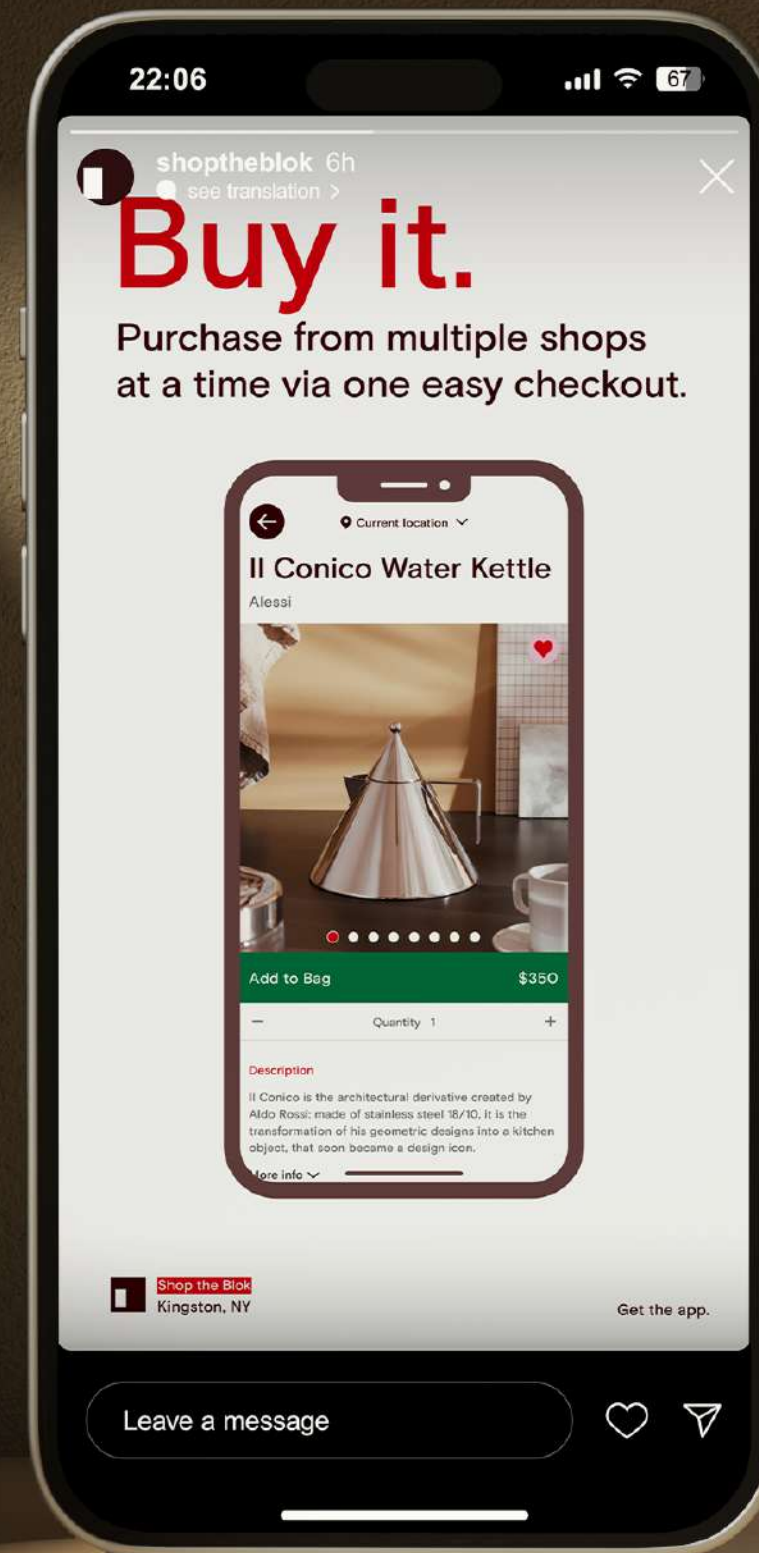 22:06
67
shoptheblok 6h
see translation >
Buy it.
Purchase from multiple shops
at a time via one easy checkout.
Current location
Il Conico Water Kettle
Alessi
Add to Bag $350
− Quantity 1 +
Description
Il Conico is the architectural derivative created by
Aldo Rossi: made of stainless steel 18/10, it is the
transformation of his geometric designs into a kitchen
object, that soon became a design icon.
More info
Shop the Blok
Kingston, NY
Get the app.
Leave a message